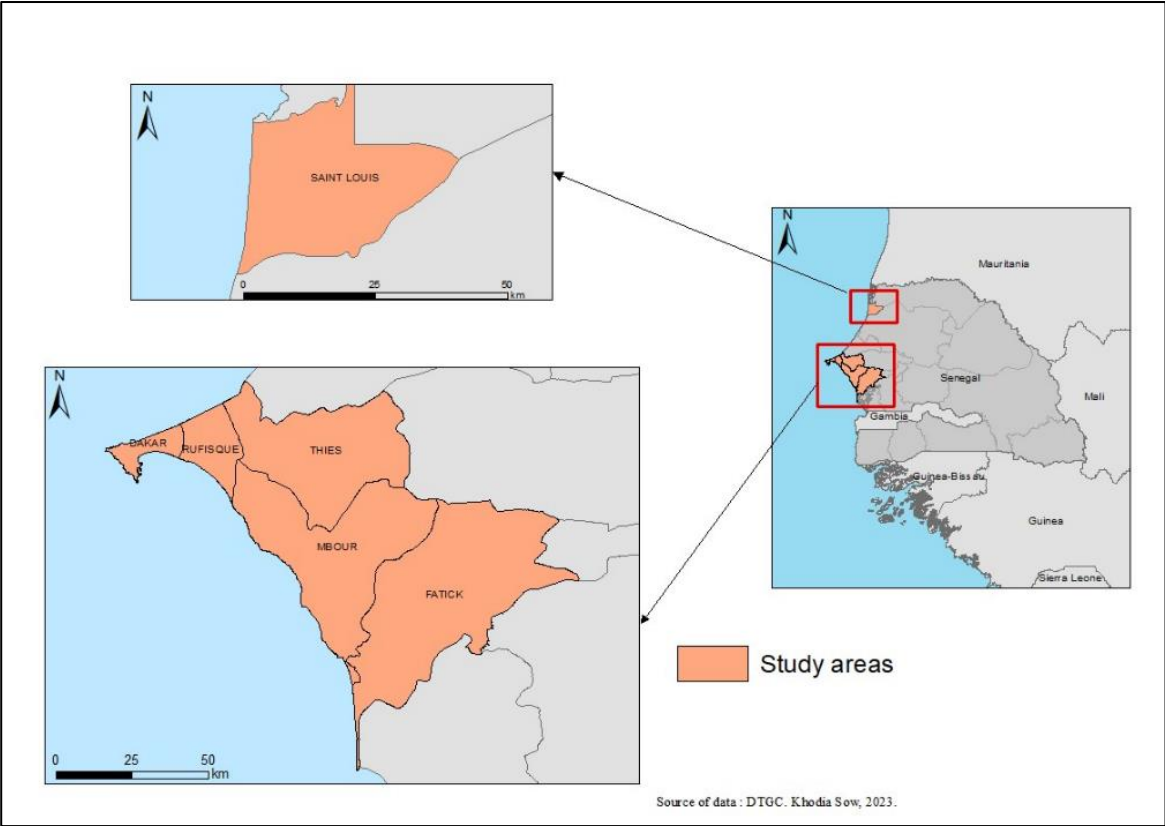 N
SAINT LOUIS
0 25 50
km
N
DAKAR
RUFISQUE
THIES
MBOUR
FATICK
0 25 50
km
N
Mauritania
Senegal
Mali
Gambia
Guinea-Bissau
Guinea
Sierra Leone
Study areas
Source of data : DTGC. Khodia Sow, 2023.